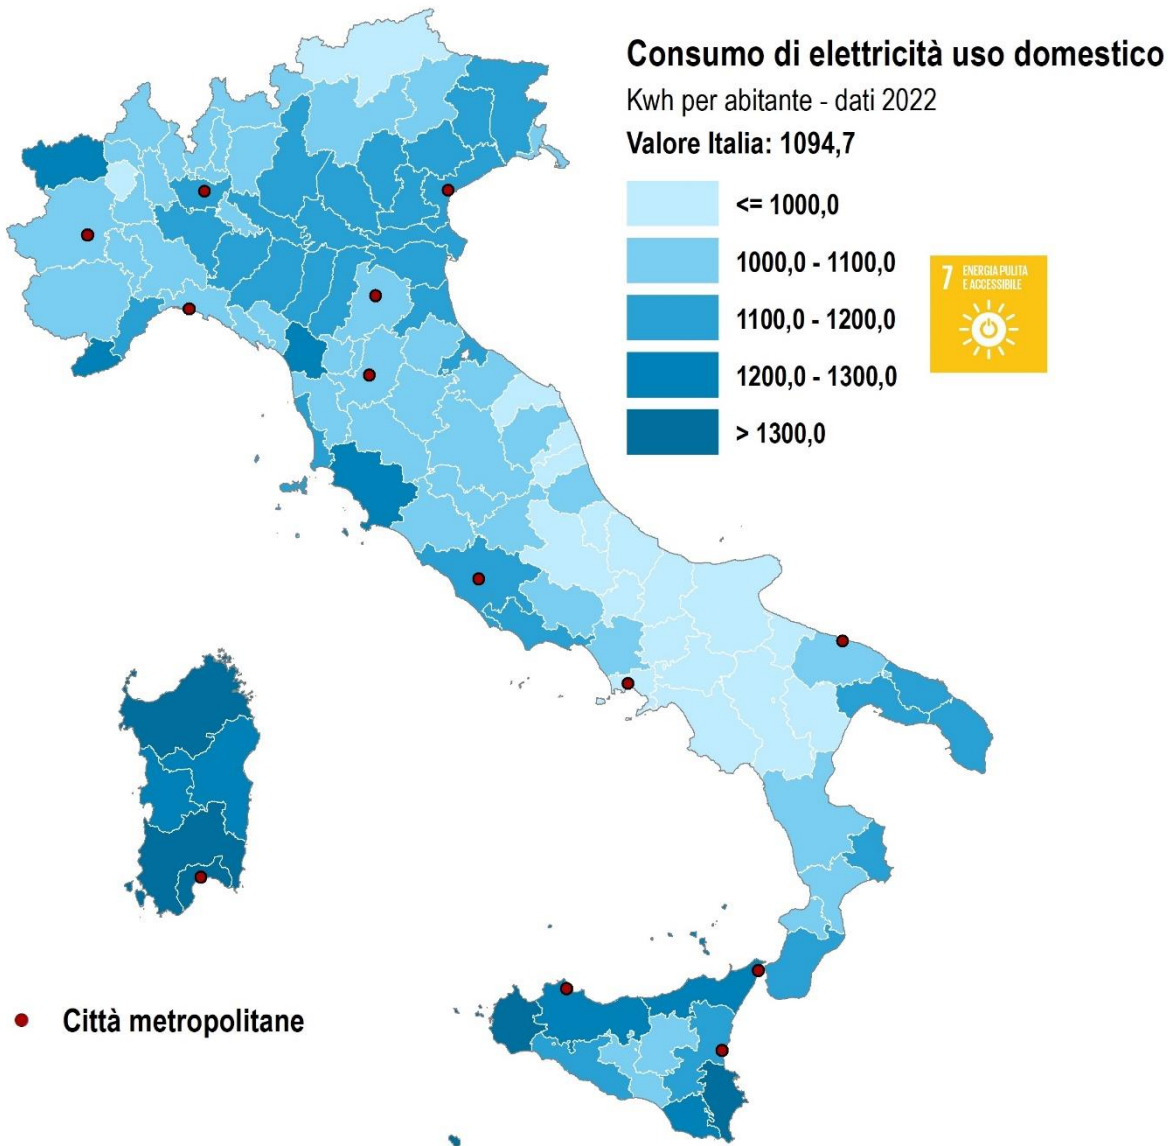 Consumo di elettricità uso domestico
Kwh per abitante - dati 2022
Valore Italia: 1094,7
<= 1000,0
1000,0 - 1100,0
1100,0 - 1200,0
1200,0 - 1300,0
> 1300,0
7 ENERGIA PULITA
E ACCESSIBILE
Città metropolitane